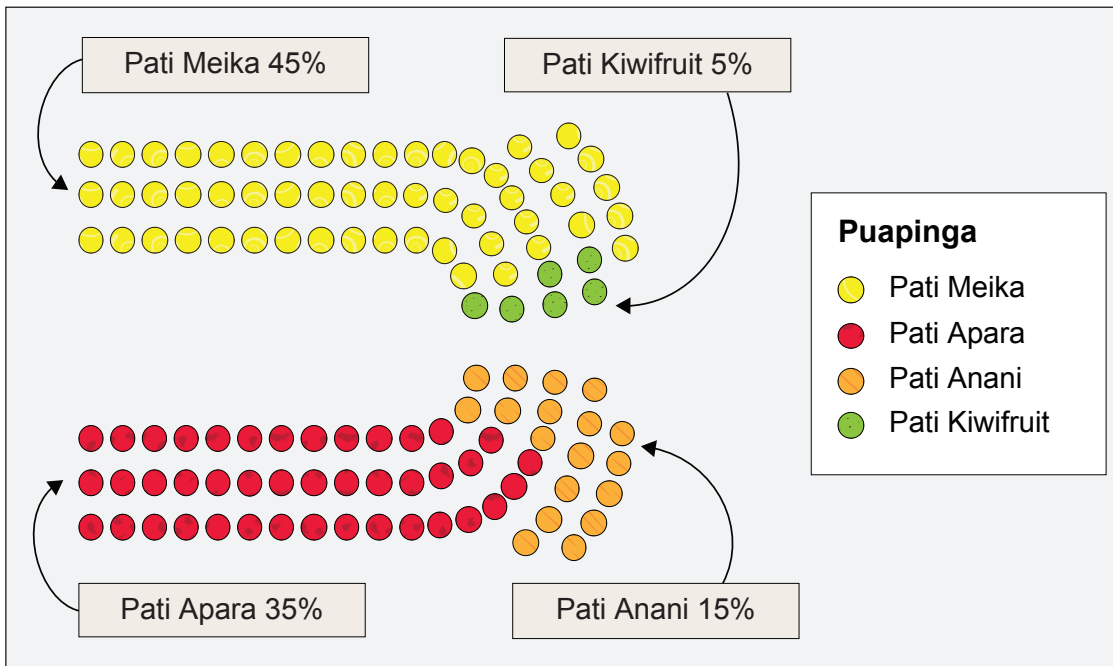 Pati Meika 45%
Pati Kiwifruit 5%
Puapinga
Pati Meika
Pati Apara
Pati Anani
Pati Kiwifruit
Pati Apara 35%
Pati Anani 15%